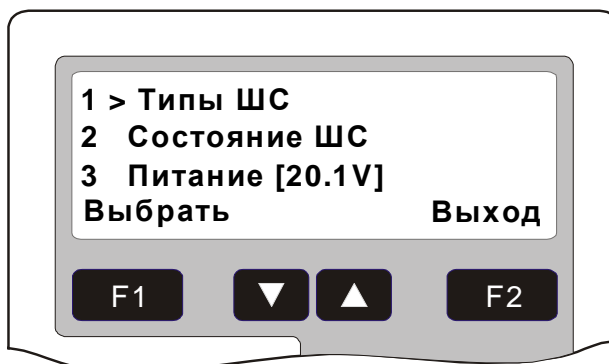 1 > Типы ШС
2 Состояние ШС
3 Питание [20.1V]
Выбрать Выход
F1 ▼ ▲ F2